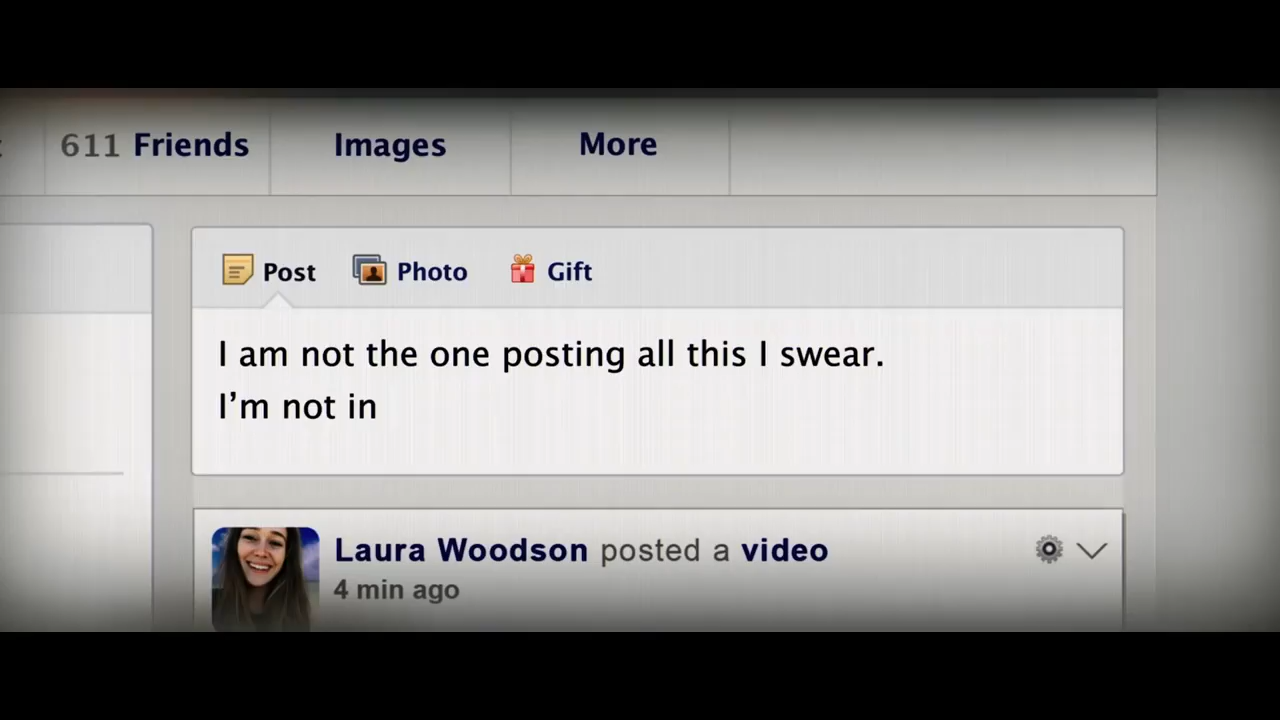 611 Friends Images More
Post Photo Gift
I am not the one posting all this I swear.
I’m not in
Laura Woodson posted a video
4 min ago